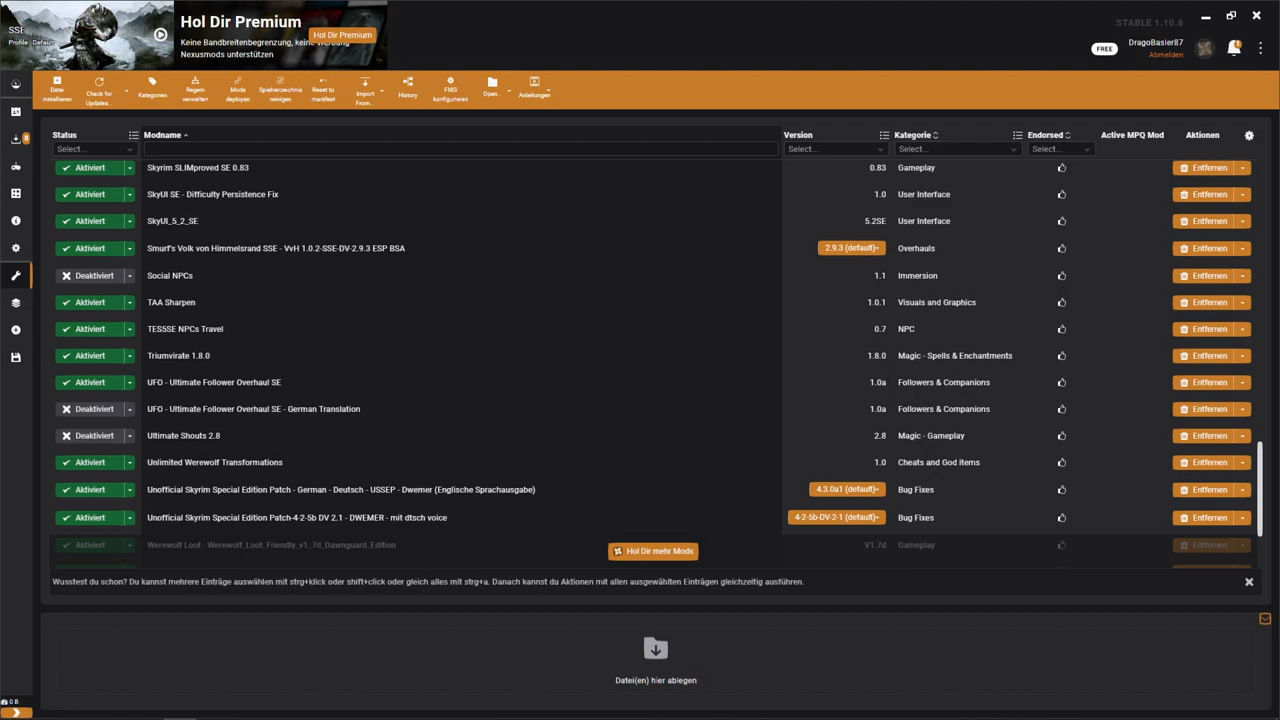 SSE
Profile : Default
Hol Dir Premium
Keine Bandbreitenbegrenzung, keine Werbung
Nexusmods unterstützen
Hol Dir Premium
STABLE 1.10.8
FREE
DragoBasler87
Abmelden
Datei installieren
Check for Updates...
Kategorien
Regeln verwalten
Mods deployen
Spielverzeichnis reinigen
Reset to manifest
Import From...
History
FNIS konfigurieren
Open...
Anleitungen
8
Status Modname Version Kategorie Endorsed Active MPQ Mod Aktionen
Select... Select... Select... Select...
Aktiviert Skyrim SLIMproved SE 0.83 0.83 Gameplay Entfernen
Aktiviert SkyUI SE - Difficulty Persistence Fix 1.0 User Interface Entfernen
Aktiviert SkyUI_5_2_SE 5.2SE User Interface Entfernen
Aktiviert Smurf's Volk von Himmelsrand SSE - VvH 1.0.2-SSE-DV-2.9.3 ESP BSA 2.9.3 (default) Overhauls Entfernen
Deaktiviert Social NPCs 1.1 Immersion Entfernen
Aktiviert TAA Sharpen 1.0.1 Visuals and Graphics Entfernen
Aktiviert TES5SE NPCs Travel 0.7 NPC Entfernen
Aktiviert Triumvirate 1.8.0 1.8.0 Magic - Spells & Enchantments Entfernen
Aktiviert UFO - Ultimate Follower Overhaul SE 1.0a Followers & Companions Entfernen
Deaktiviert UFO - Ultimate Follower Overhaul SE - German Translation 1.0a Followers & Companions Entfernen
Deaktiviert Ultimate Shouts 2.8 2.8 Magic - Gameplay Entfernen
Aktiviert Unlimited Werewolf Transformations 1.0 Cheats and God items Entfernen
Aktiviert Unofficial Skyrim Special Edition Patch - German - Deutsch - USSEP - Dwemer (Englische Sprachausgabe) 4.3.0a1 (default) Bug Fixes Entfernen
Aktiviert Unofficial Skyrim Special Edition Patch-4-2-5b DV 2.1 - DWEMER - mit dtsch voice 4-2-5b-DV-2-1 (default) Bug Fixes Entfernen
Aktiviert Werewolf Loot - Werewolf_Loot_Friendly_v1_7d_Dawnguard_Edition V1.7d Gameplay Entfernen
Hol Dir mehr Mods
Wusstest du schon? Du kannst mehrere Einträge auswählen mit strg+klick oder shift+click oder gleich alles mit strg+a. Danach kannst du Aktionen mit allen ausgewählten Einträgen gleichzeitig ausführen.
Datei(en) hier ablegen
0 B